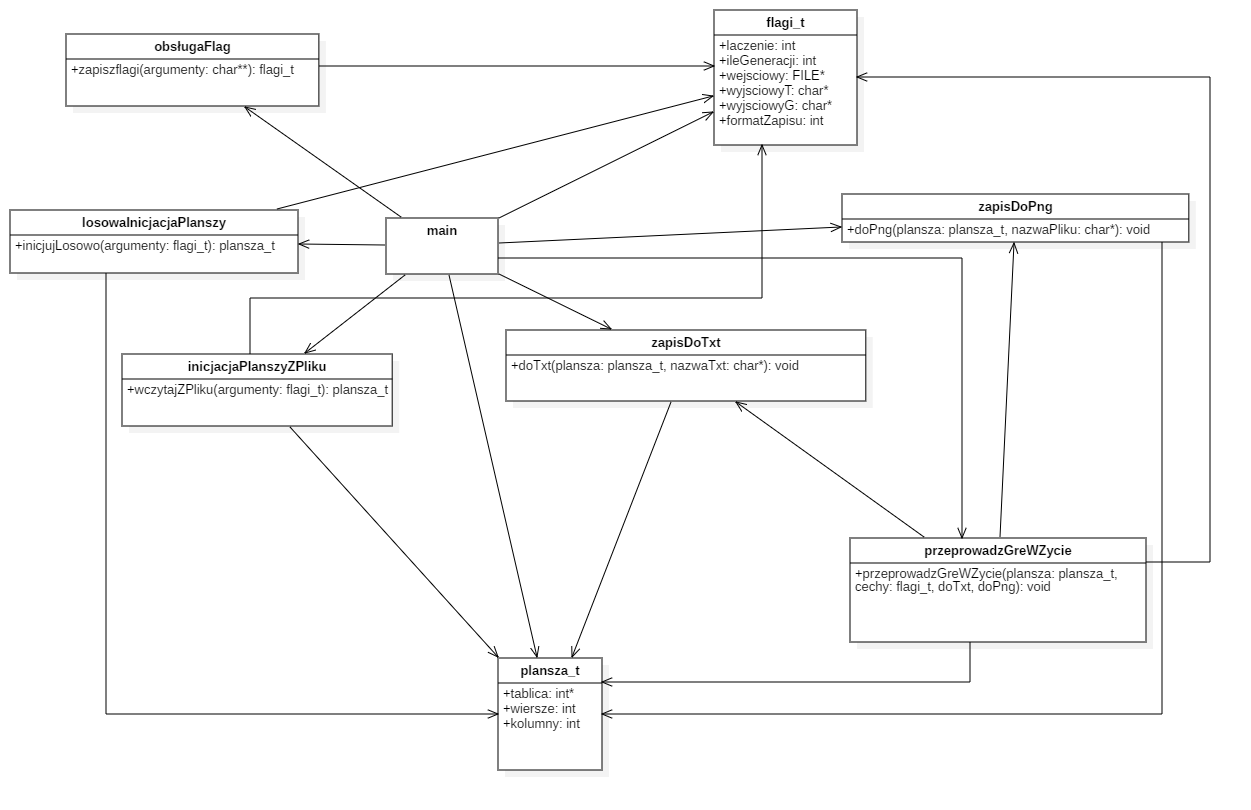 flagi_t
+laczenie: int
+ileGeneracji: int
+wejsciowy: FILE*
+wyjsciowyT: char*
+wyjsciowyG: char*
+formatZapisu: int
obsługaFlag
+zapiszflagi(argumenty: char**): flagi_t
losowaInicjacjaPlanszy
+inicjujLosowo(argumenty: flagi_t): plansza_t
main
zapisDoPng
+doPng(plansza: plansza_t, nazwaPliku: char*): void
inicjacjaPlanszyZPliku
+wczytajZPliku(argumenty: flagi_t): plansza_t
zapisDoTxt
+doTxt(plansza: plansza_t, nazwaTxt: char*): void
przeprowadzGreWZycie
+przeprowadzGreWZycie(plansza: plansza_t,
cechy: flagi_t, doTxt, doPng): void
plansza_t
+tablica: int*
+wiersze: int
+kolumny: int